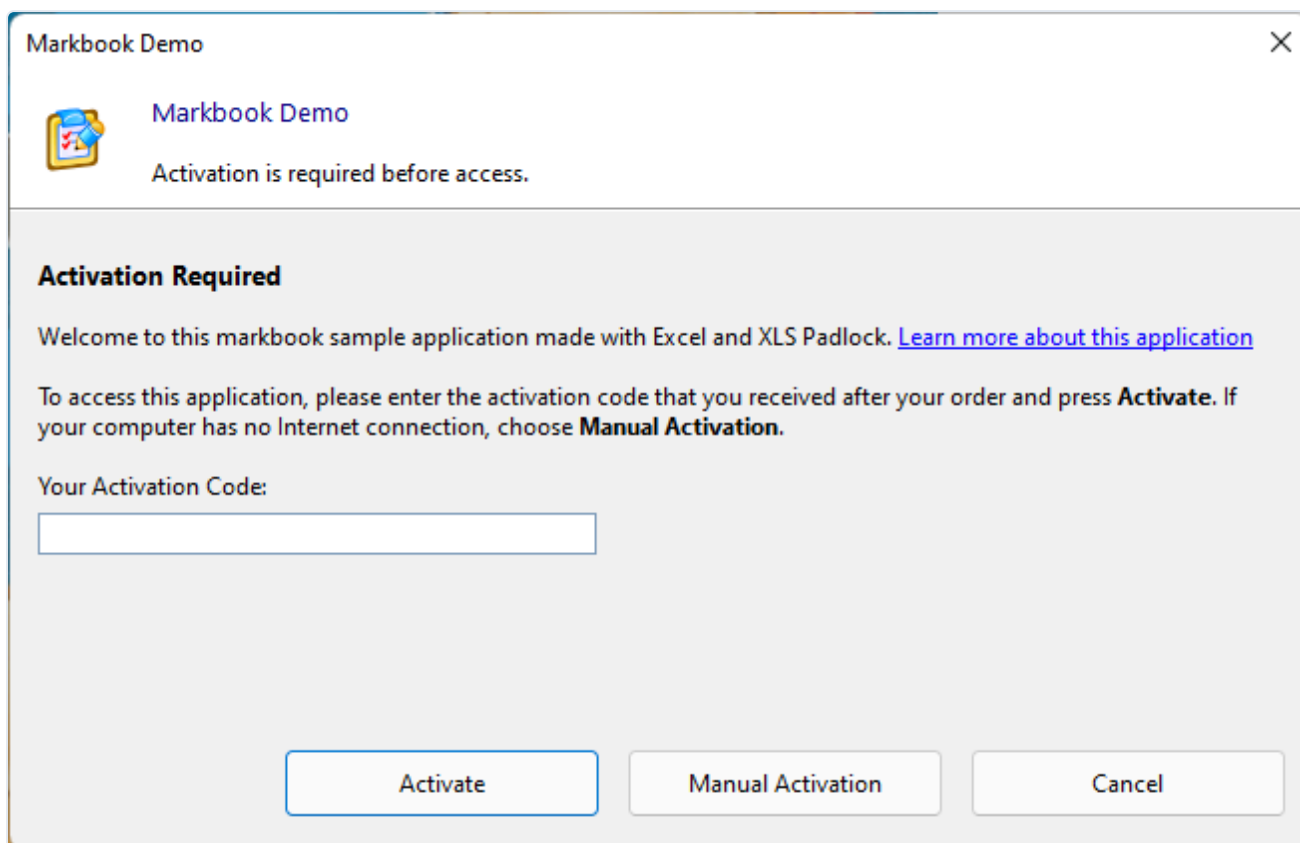 Markbook Demo
Markbook Demo
Activation is required before access.
Activation Required
Welcome to this markbook sample application made with Excel and XLS Padlock. Learn more about this application
To access this application, please enter the activation code that you received after your order and press Activate. If
your computer has no Internet connection, choose Manual Activation.
Your Activation Code:
Activate
Manual Activation
Cancel